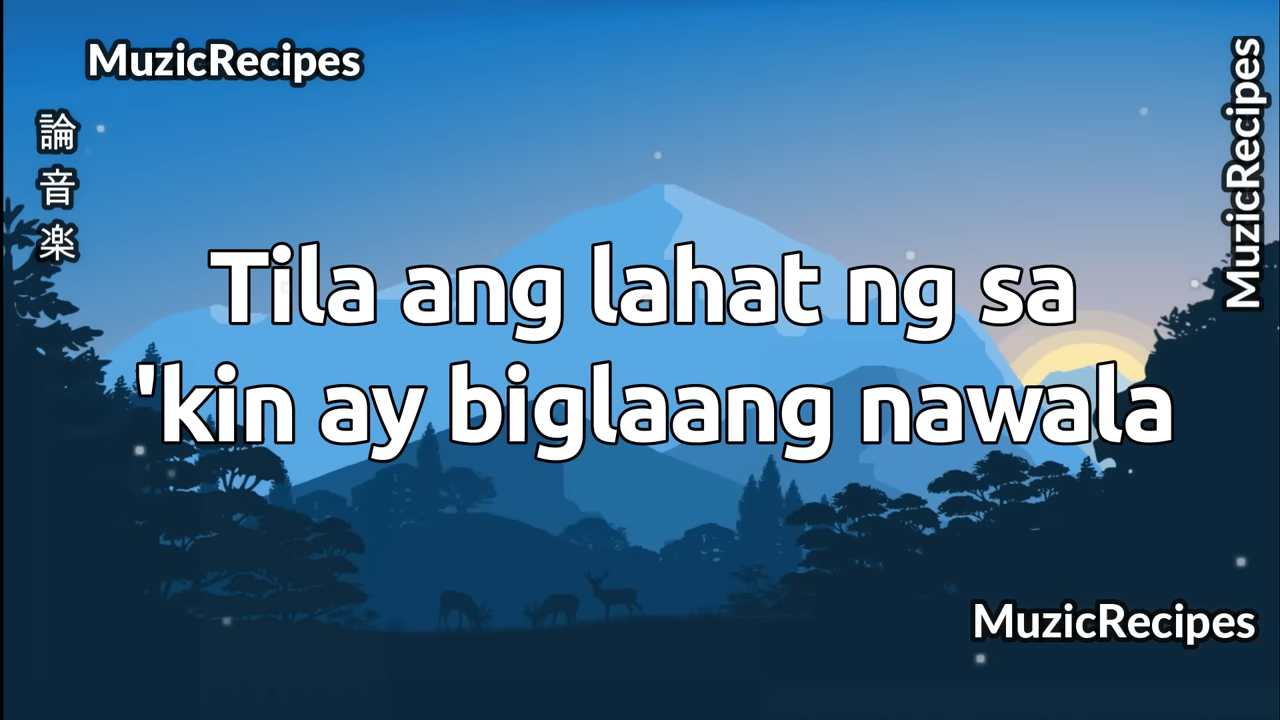 MuzicRecipes
MuzicRecipes
論音楽
Tila ang lahat ng sa
'kin ay biglaang nawala
MuzicRecipes